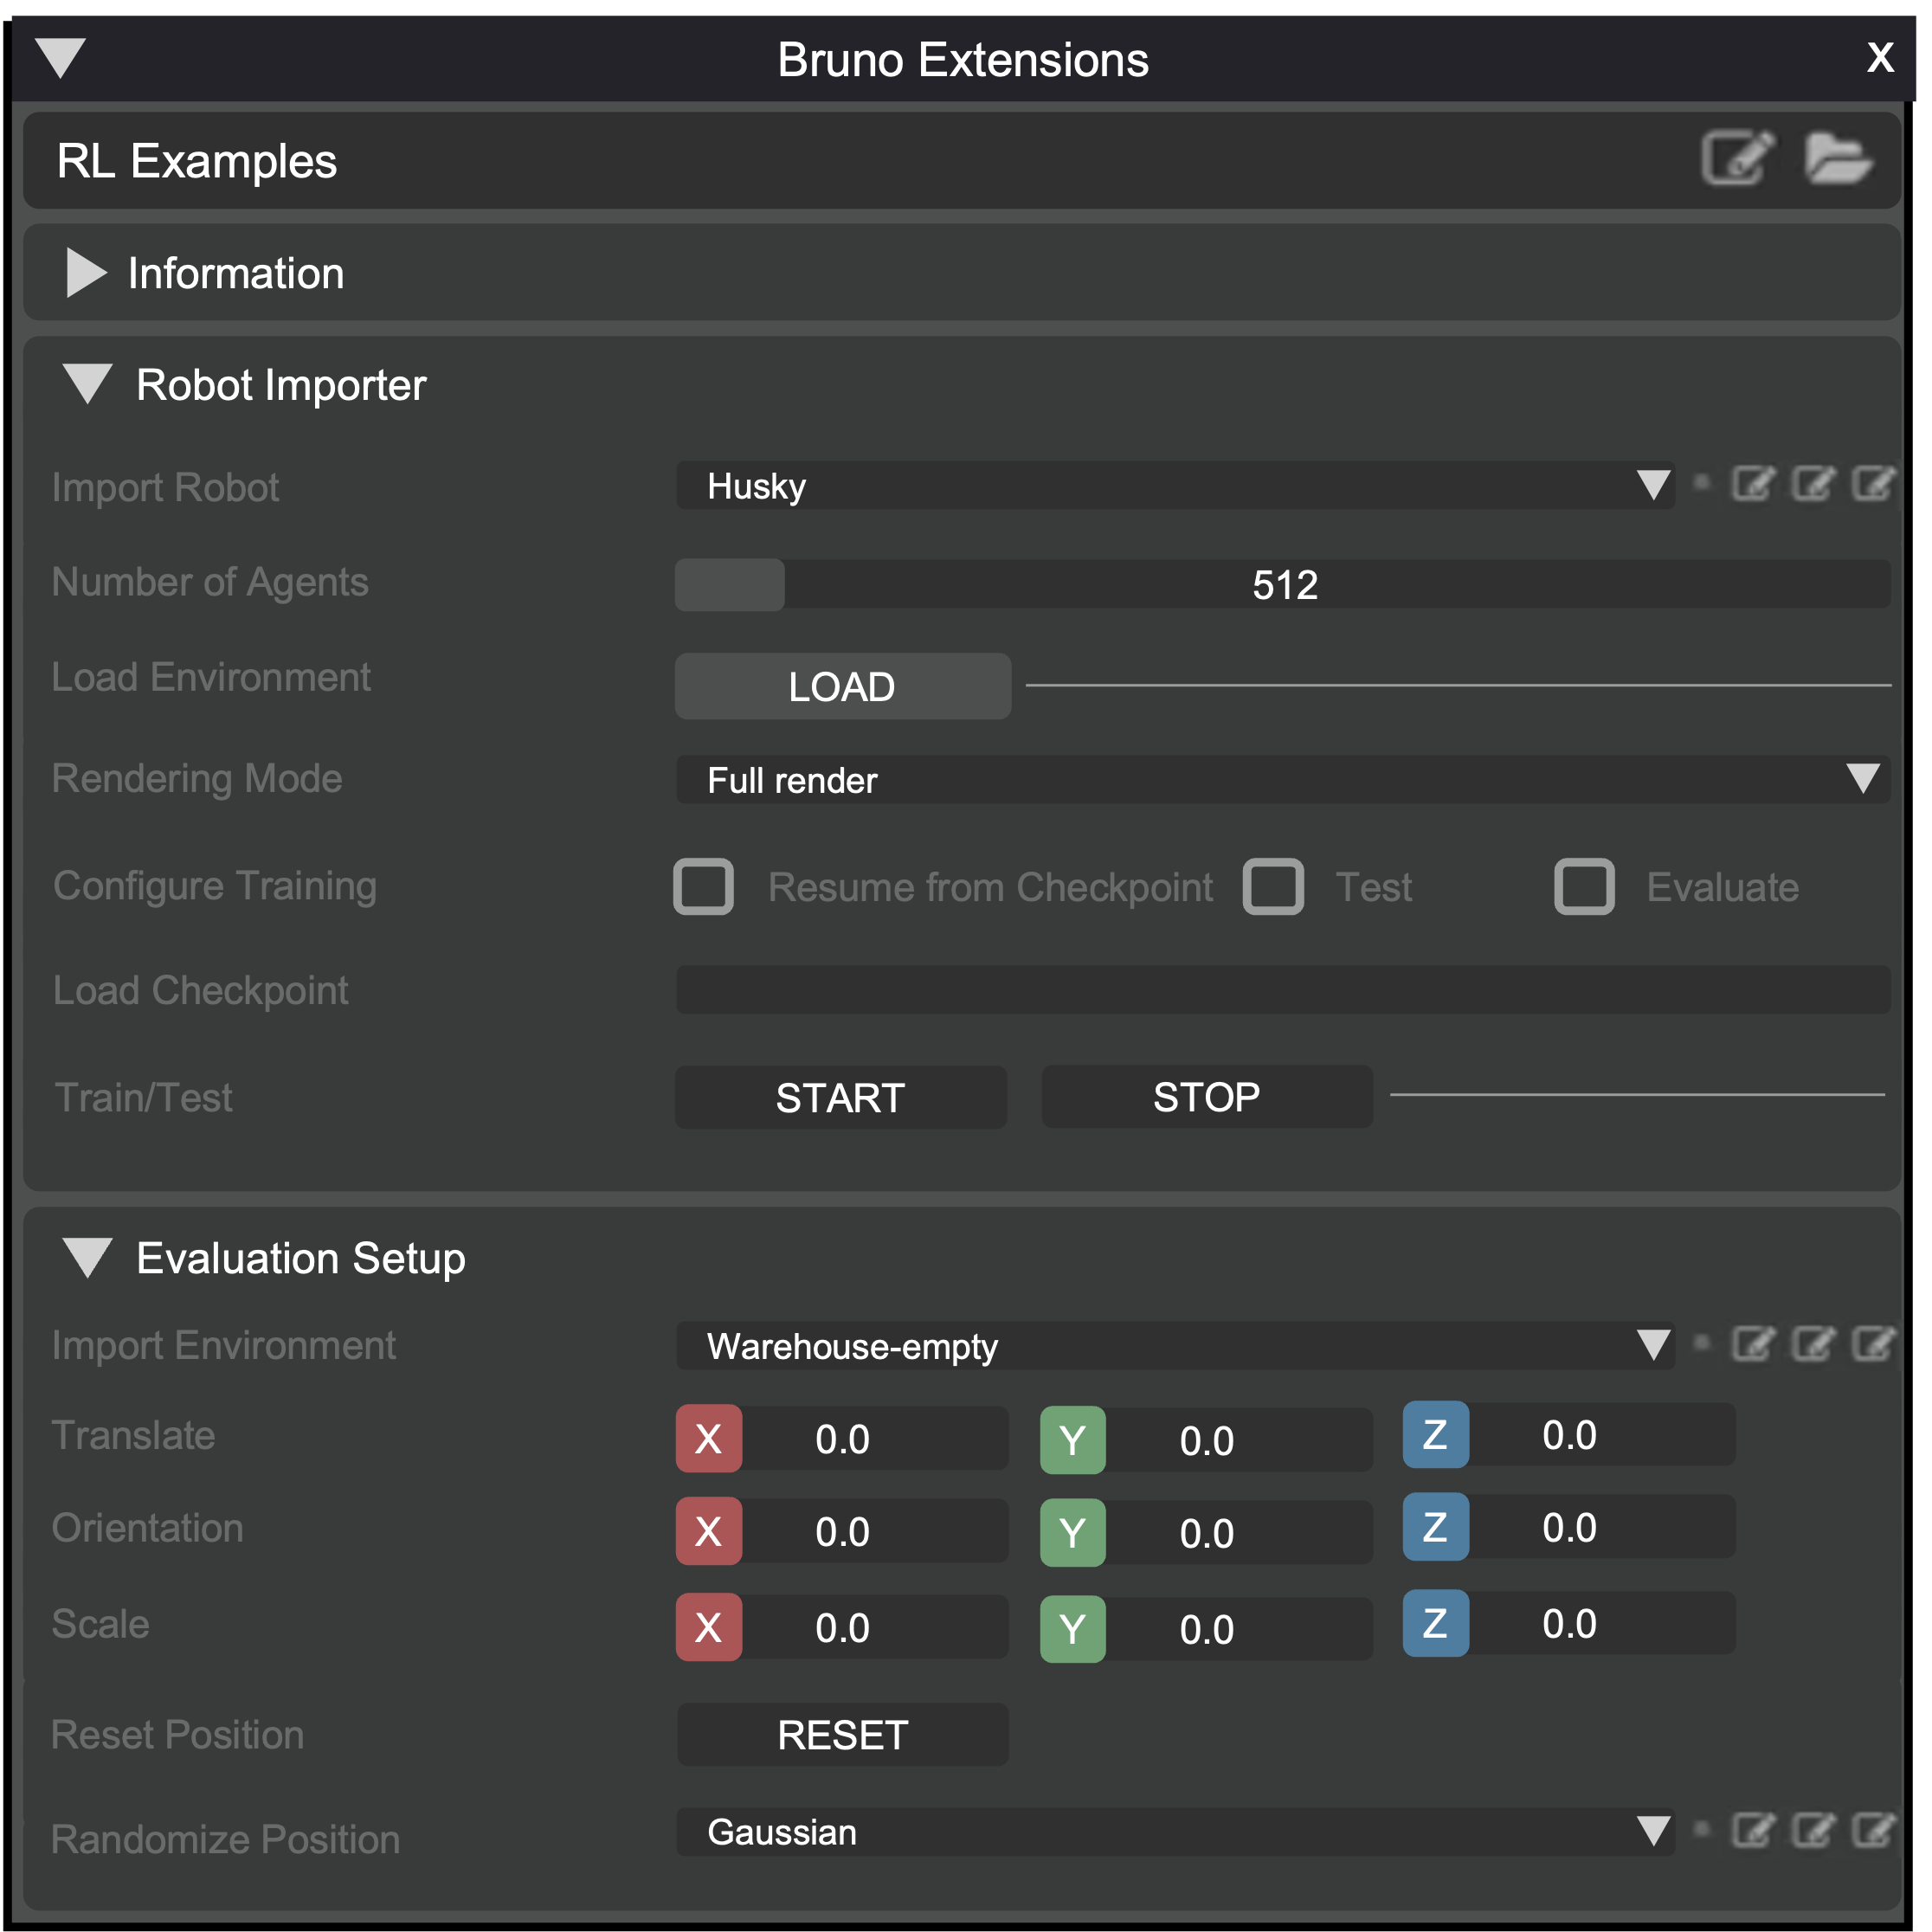 Bruno Extensions X
RL Examples
Information
Robot Importer
Import Robot Husky
Number of Agents 512
Load Environment LOAD
Rendering Mode Full render
Configure Training Resume from Checkpoint Test Evaluate
Load Checkpoint
Train/Test START STOP
Evaluation Setup
Import Environment Warehouse-empty
Translate X 0.0 Y 0.0 Z 0.0
Orientation X 0.0 Y 0.0 Z 0.0
Scale X 0.0 Y 0.0 Z 0.0
Reset Position RESET
Randomize Position Gaussian